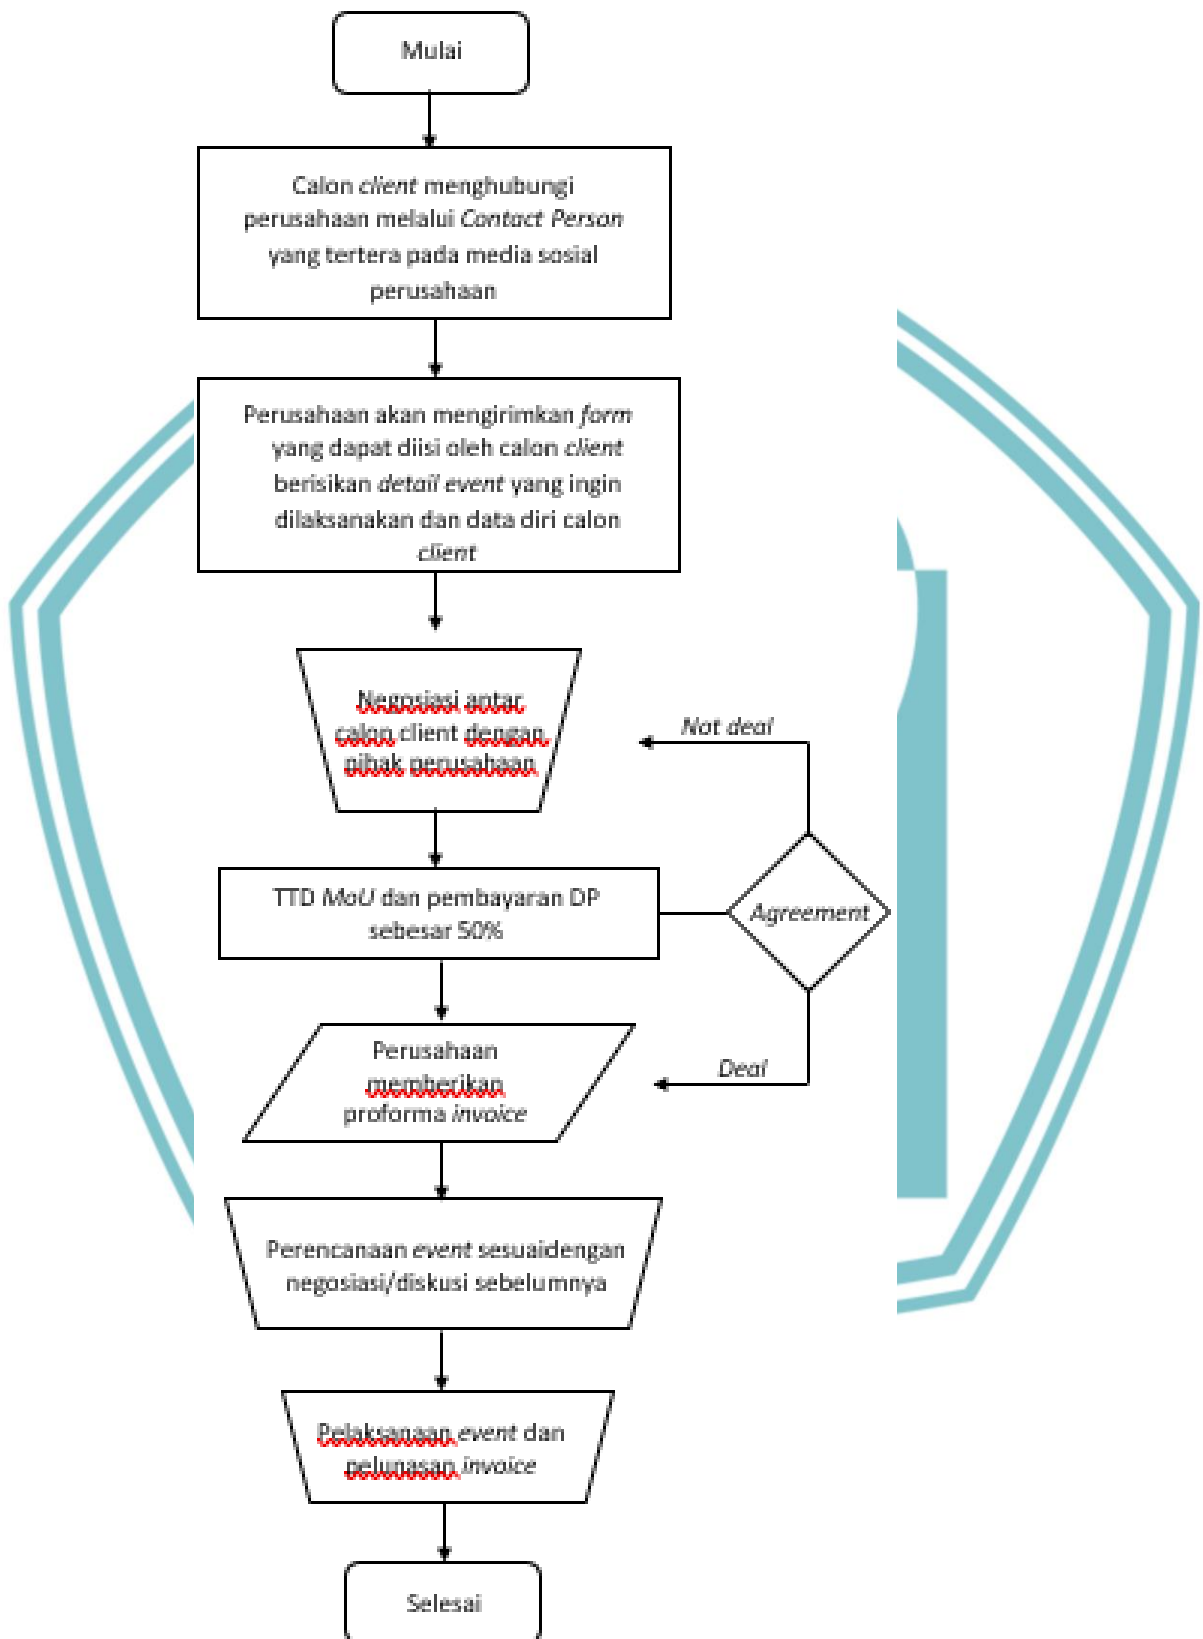 Mulai
Calon client menghubungi
perusahaan melalui Contact Person
yang tertera pada media sosial
perusahaan
Perusahaan akan mengirimkan form
yang dapat diisi oleh calon client
berisikan detail event yang ingin
dilaksanakan dan data diri calon
client
Negosiasi antar
calon client dengan
pihak perusahaan
Not deal
TTD MoU dan pembayaran DP
sebesar 50%
Agreement
Perusahaan
memberikan
proforma invoice
Deal
Perencanaan event sesuaidengan
negosiasi/diskusi sebelumnya
Pelaksanaan event dan
pelunasan invoice
Selesai